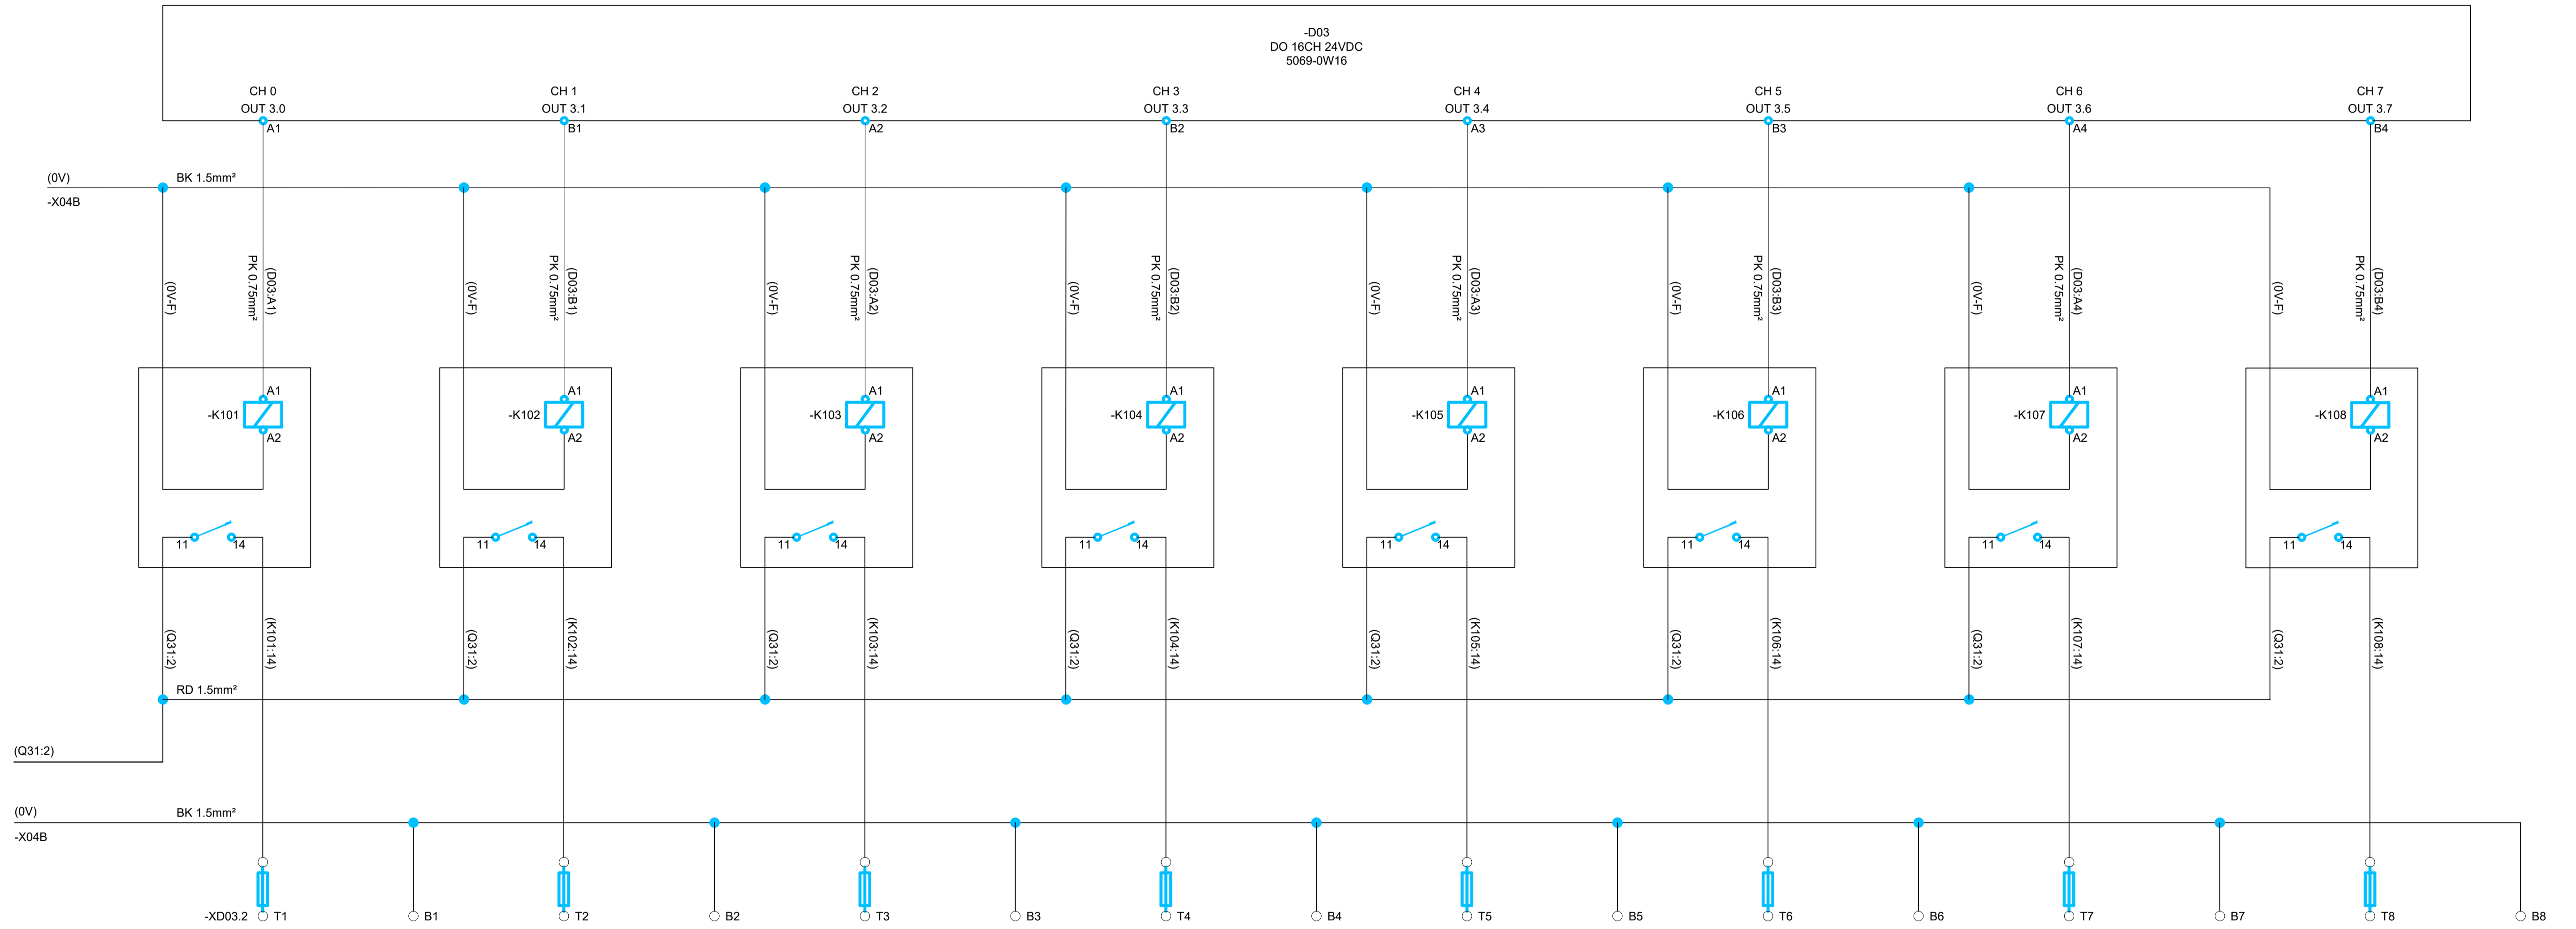 -D03
DO 16CH 24VDC
5069-0W16
CH 0 CH 1 CH 2 CH 3 CH 4 CH 5 CH 6 CH 7
OUT 3.0 OUT 3.1 OUT 3.2 OUT 3.3 OUT 3.4 OUT 3.5 OUT 3.6 OUT 3.7
A1 B1 A2 B2 A3 B3 A4 B4
(0V) BK 1.5mm²
-X04B
(0V-F) PK 0.75mm² (D03:A1) (0V-F) PK 0.75mm² (D03:B1) (0V-F) PK 0.75mm² (D03:A2) (0V-F) PK 0.75mm² (D03:B2) (0V-F) PK 0.75mm² (D03:A3) (0V-F) PK 0.75mm² (D03:B3) (0V-F) PK 0.75mm² (D03:A4) (0V-F) PK 0.75mm² (D03:B4)
A1 A1 A1 A1 A1 A1 A1 A1
-K101 -K102 -K103 -K104 -K105 -K106 -K107 -K108
A2 A2 A2 A2 A2 A2 A2 A2
11 14 11 14 11 14 11 14 11 14 11 14 11 14 11 14
(Q31:2) (K101:14) (Q31:2) (K102:14) (Q31:2) (K103:14) (Q31:2) (K104:14) (Q31:2) (K105:14) (Q31:2) (K106:14) (Q31:2) (K107:14) (Q31:2) (K108:14)
RD 1.5mm²
(Q31:2)
(0V) BK 1.5mm²
-X04B
-XD03.2 T1 B1 T2 B2 T3 B3 T4 B4 T5 B5 T6 B6 T7 B7 T8 B8